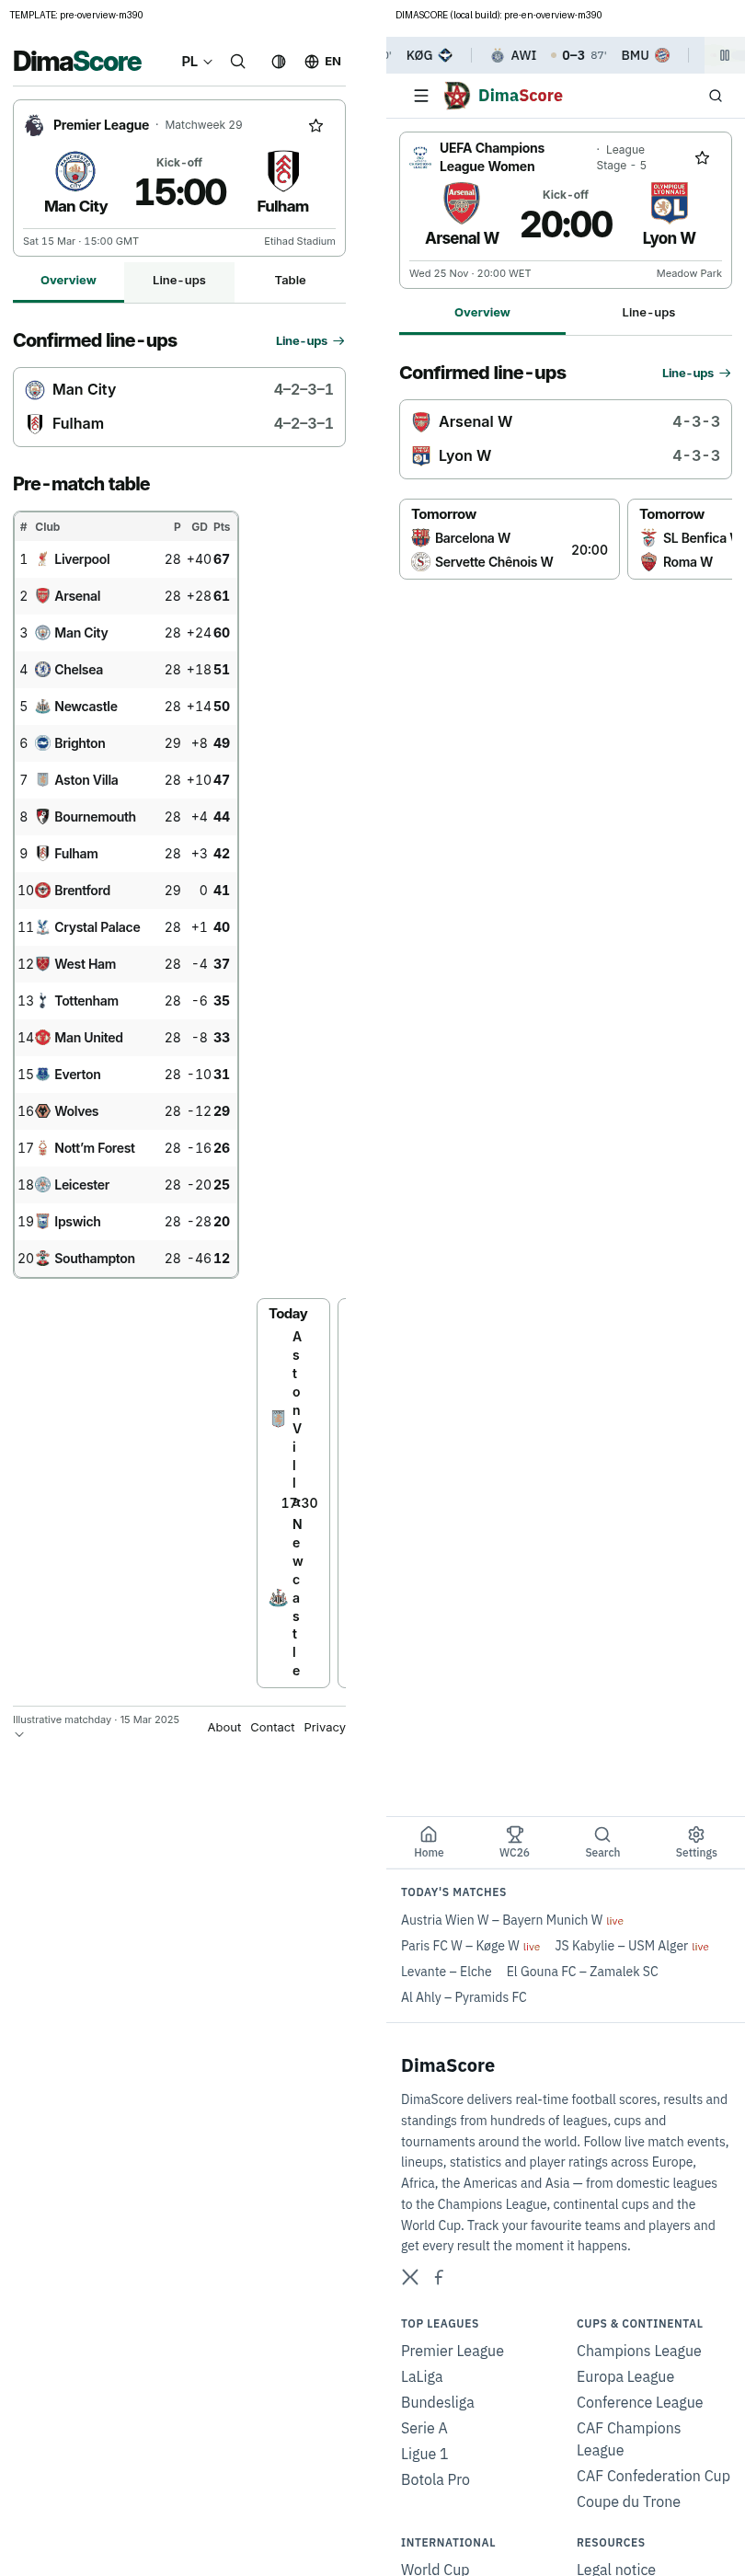 TEMPLATE: pre-overview-m390
DimaScore
PL
EN
Premier League · Matchweek 29
Kick-off
15:00
Man City
Fulham
Sat 15 Mar · 15:00 GMT
Etihad Stadium
Overview
Line-ups
Table
Confirmed line-ups
Line-ups →
Man City 4–2–3–1
Fulham 4–2–3–1
Pre-match table
# Club P GD Pts
1 Liverpool 28 +40 67
2 Arsenal 28 +28 61
3 Man City 28 +24 60
4 Chelsea 28 +18 51
5 Newcastle 28 +14 50
6 Brighton 29 +8 49
7 Aston Villa 28 +10 47
8 Bournemouth 28 +4 44
9 Fulham 28 +3 42
10 Brentford 29 0 41
11 Crystal Palace 28 +1 40
12 West Ham 28 -4 37
13 Tottenham 28 -6 35
14 Man United 28 -8 33
15 Everton 28 -10 31
16 Wolves 28 -12 29
17 Nott’m Forest 28 -16 26
18 Leicester 28 -20 25
19 Ipswich 28 -28 20
20 Southampton 28 -46 12
Today
Aston Villa
17:30
Newcastle
Illustrative matchday · 15 Mar 2025
About Contact Privacy
DIMASCORE (local build): pre-en-overview-m390
KØG
AWI
0–3 87'
BMU
DimaScore
UEFA Champions
League Women
· League
Stage - 5
Kick-off
20:00
Arsenal W
Lyon W
Wed 25 Nov · 20:00 WET
Meadow Park
Overview
Line-ups
Confirmed line-ups
Line-ups →
Arsenal W 4-3-3
Lyon W 4-3-3
Tomorrow
Barcelona W
Servette Chênois W
20:00
Tomorrow
SL Benfica
Roma W
Home
WC26
Search
Settings
TODAY'S MATCHES
Austria Wien W – Bayern Munich W live
Paris FC W – Køge W live JS Kabylie – USM Alger live
Levante – Elche El Gouna FC – Zamalek SC
Al Ahly – Pyramids FC
DimaScore
DimaScore delivers real-time football scores, results and
standings from hundreds of leagues, cups and
tournaments around the world. Follow live match events,
lineups, statistics and player ratings across Europe,
Africa, the Americas and Asia — from domestic leagues
to the Champions League, continental cups and the
World Cup. Track your favourite teams and players and
get every result the moment it happens.
TOP LEAGUES
Premier League
LaLiga
Bundesliga
Serie A
Ligue 1
Botola Pro
CUPS & CONTINENTAL
Champions League
Europa League
Conference League
CAF Champions
League
CAF Confederation Cup
Coupe du Trone
INTERNATIONAL
World Cup
RESOURCES
Legal notice